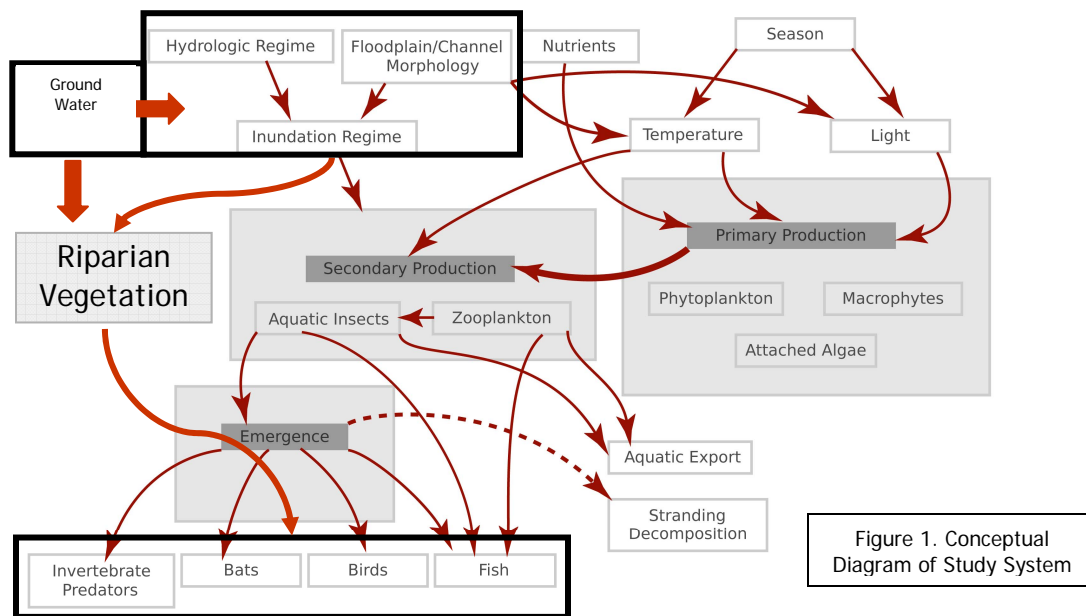 Hydrologic Regime
Floodplain/Channel
Morphology
Nutrients
Season
Ground
Water
Inundation Regime
Temperature
Light
Riparian
Vegetation
Primary Production
Secondary Production
Phytoplankton
Macrophytes
Aquatic Insects
Zooplankton
Attached Algae
Emergence
Aquatic Export
Stranding
Decomposition
Invertebrate
Predators
Bats
Birds
Fish
Figure 1. Conceptual
Diagram of Study System